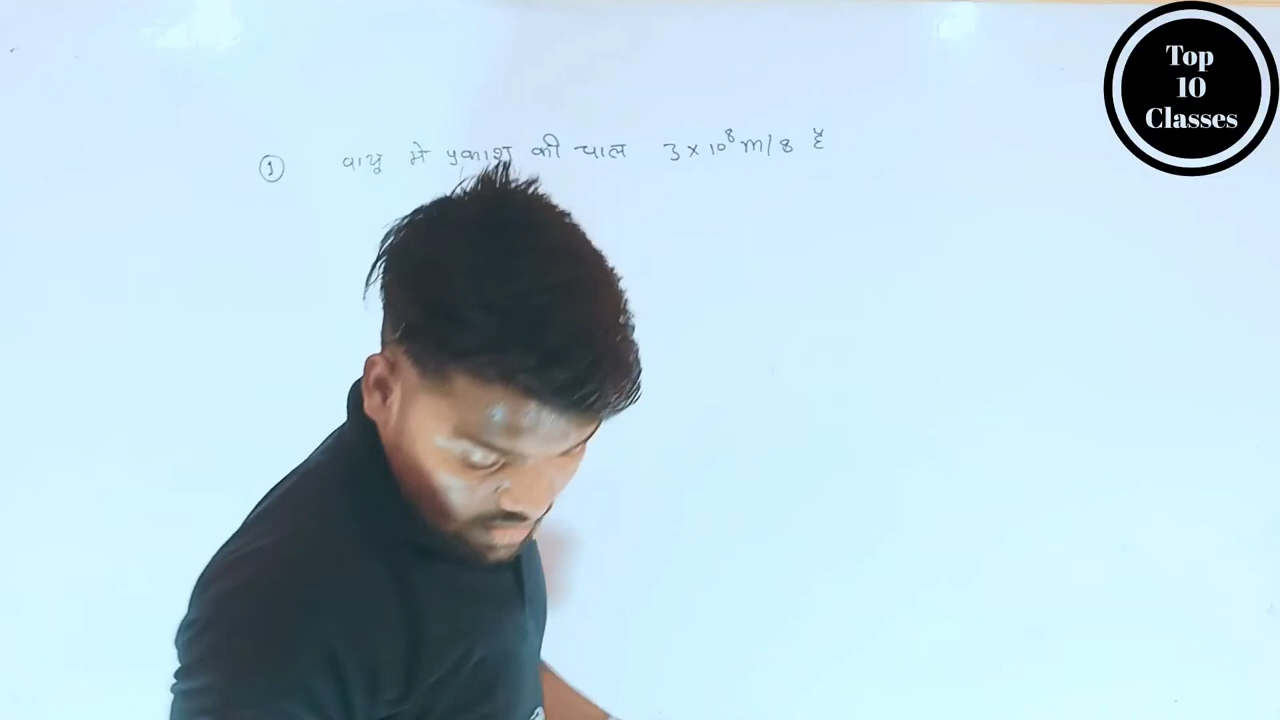 ① वायु मे प्रकाश की चाल 3 × 10⁸ m/s है
Top
10
Classes